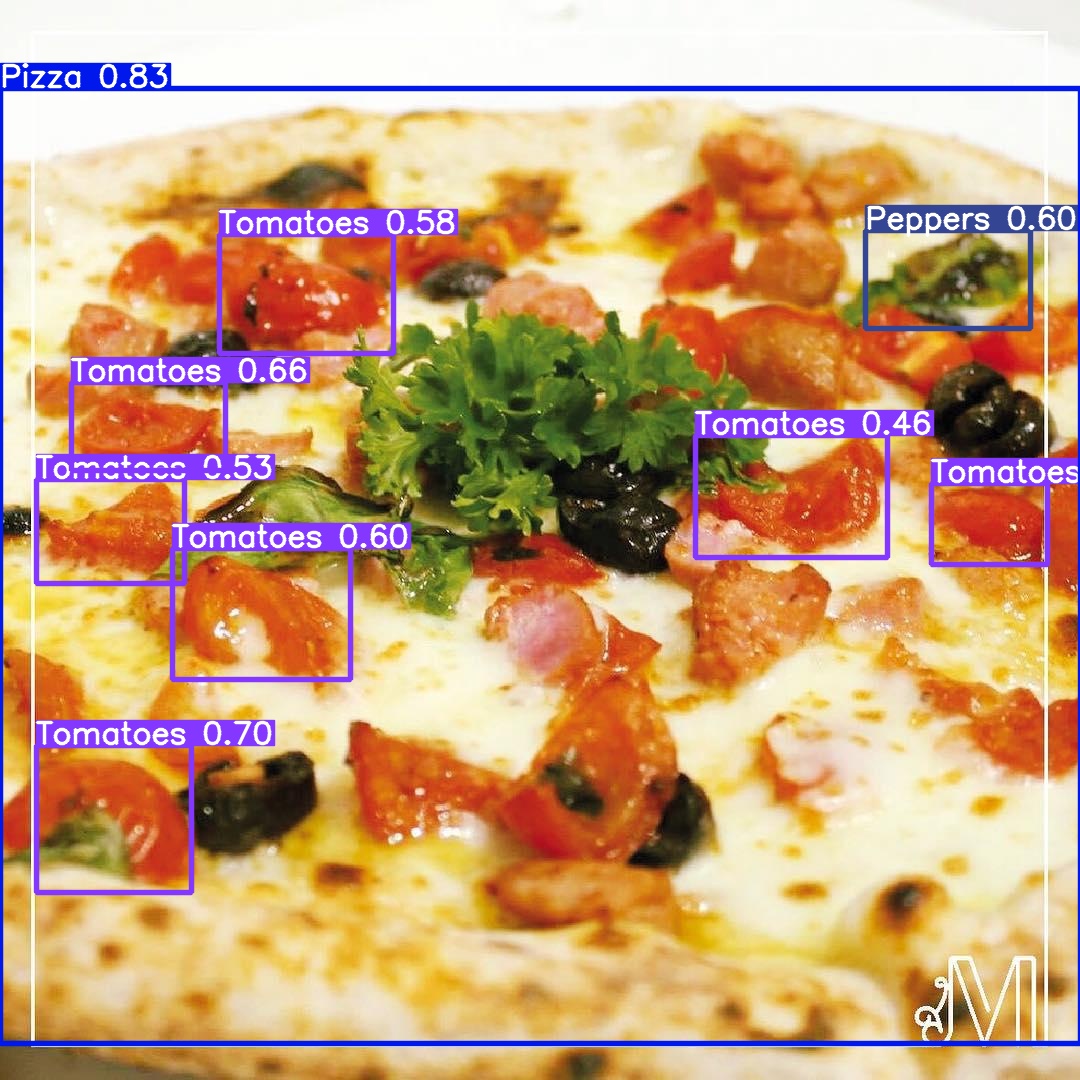 Pizza 0.83
Tomatoes 0.58
Peppers 0.60
Tomatoes 0.66
Tomatoes 0.46
Tomatoes 0.53
Tomatoes
Tomatoes 0.60
Tomatoes 0.70
M